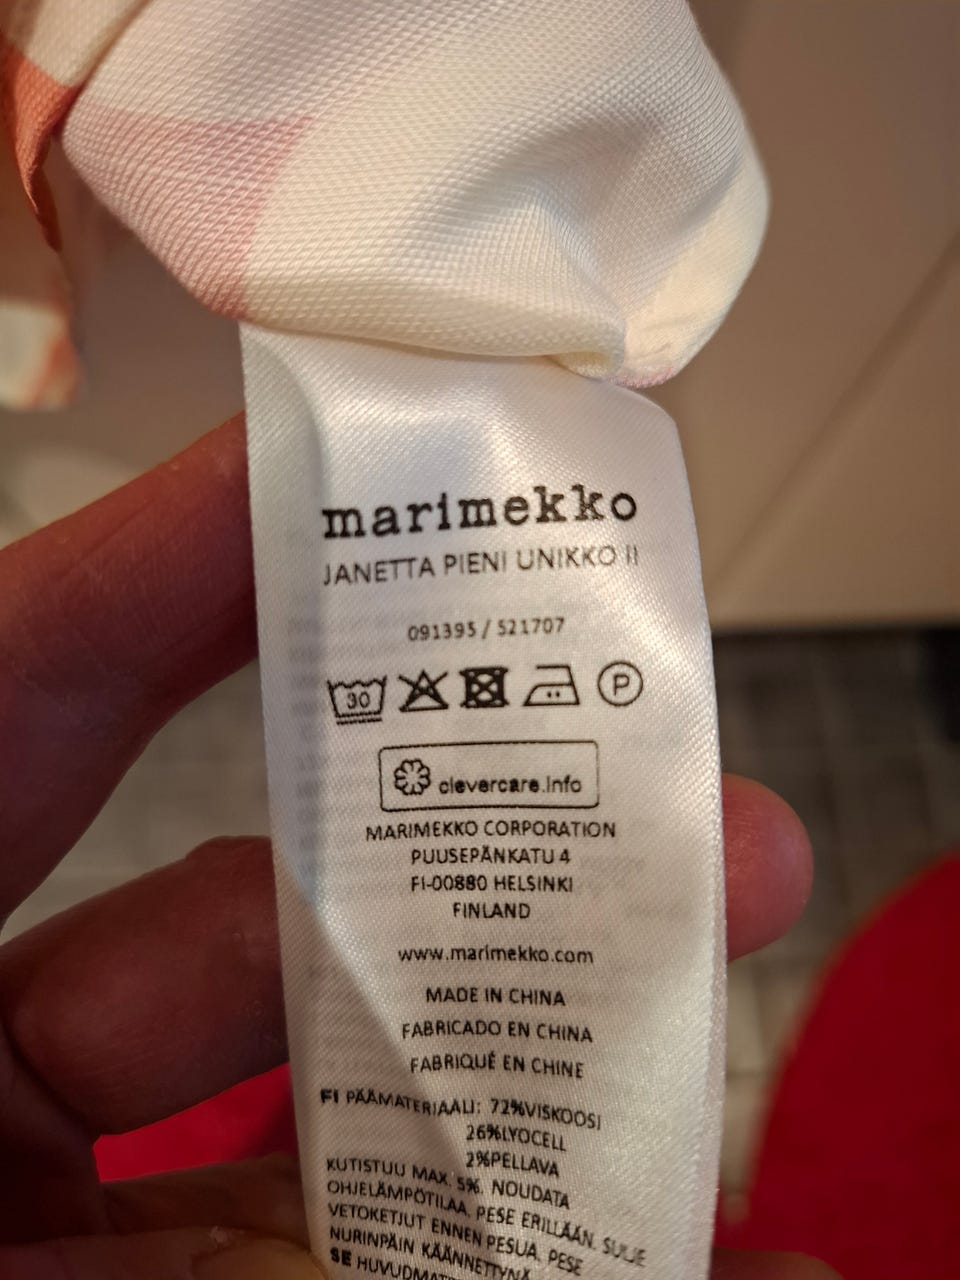 marimekko
JANETTA PIENI UNIKKO II
091395 / 521707
30 P
clevercare.info
MARIMEKKO CORPORATION
PUUSEPÄNKATU 4
FI-00880 HELSINKI
FINLAND
www.marimekko.com
MADE IN CHINA
FABRICADO EN CHINA
FABRIQUÉ EN CHINE
FI PÄÄMATERIAALI: 72%VISKOOSI
26%LYOCELL
2%PELLAVA
KUTISTUU MAX. 5%. NOUDATA
OHJELÄMPÖTILAA. PESE ERILLÄÄN. SULJE
VETOKETJUT ENNEN PESUA. PESE
NURINPÄIN KÄÄNNETTYNÄ
SE